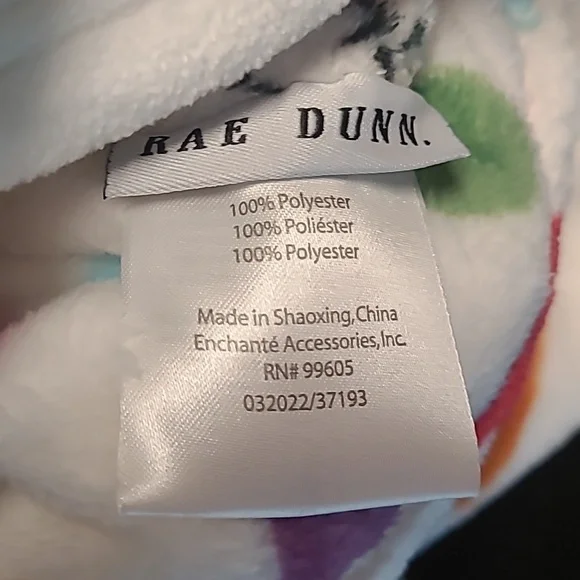 RAE DUNN.
100% Polyester
100% Poliéster
100% Polyester
Made in Shaoxing,China
Enchanté Accessories,Inc.
RN# 99605
032022/37193